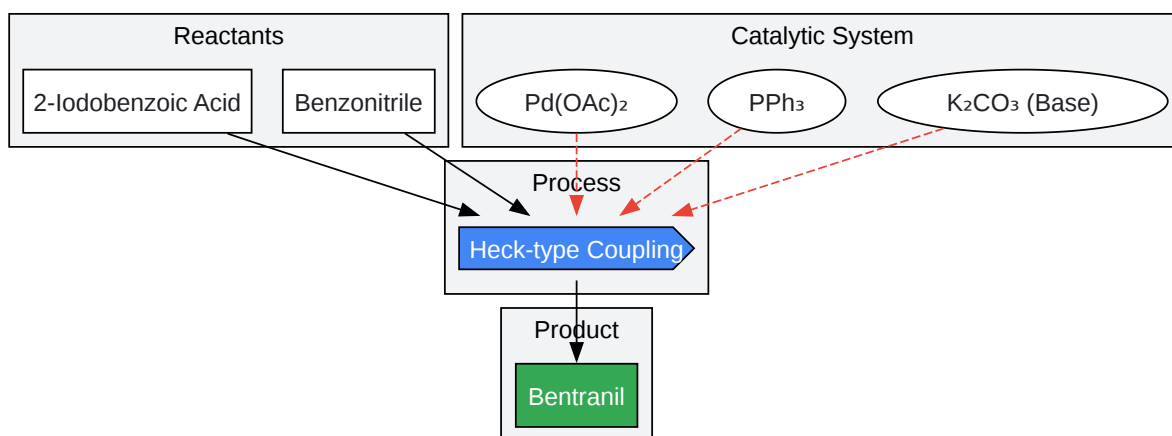 Reactants
Catalytic System
2-Iodobenzoic Acid
Benzonitrile
Pd(OAc)₂
PPh₃
K₂CO₃ (Base)
Process
Heck-type Coupling
Product
Bentranil